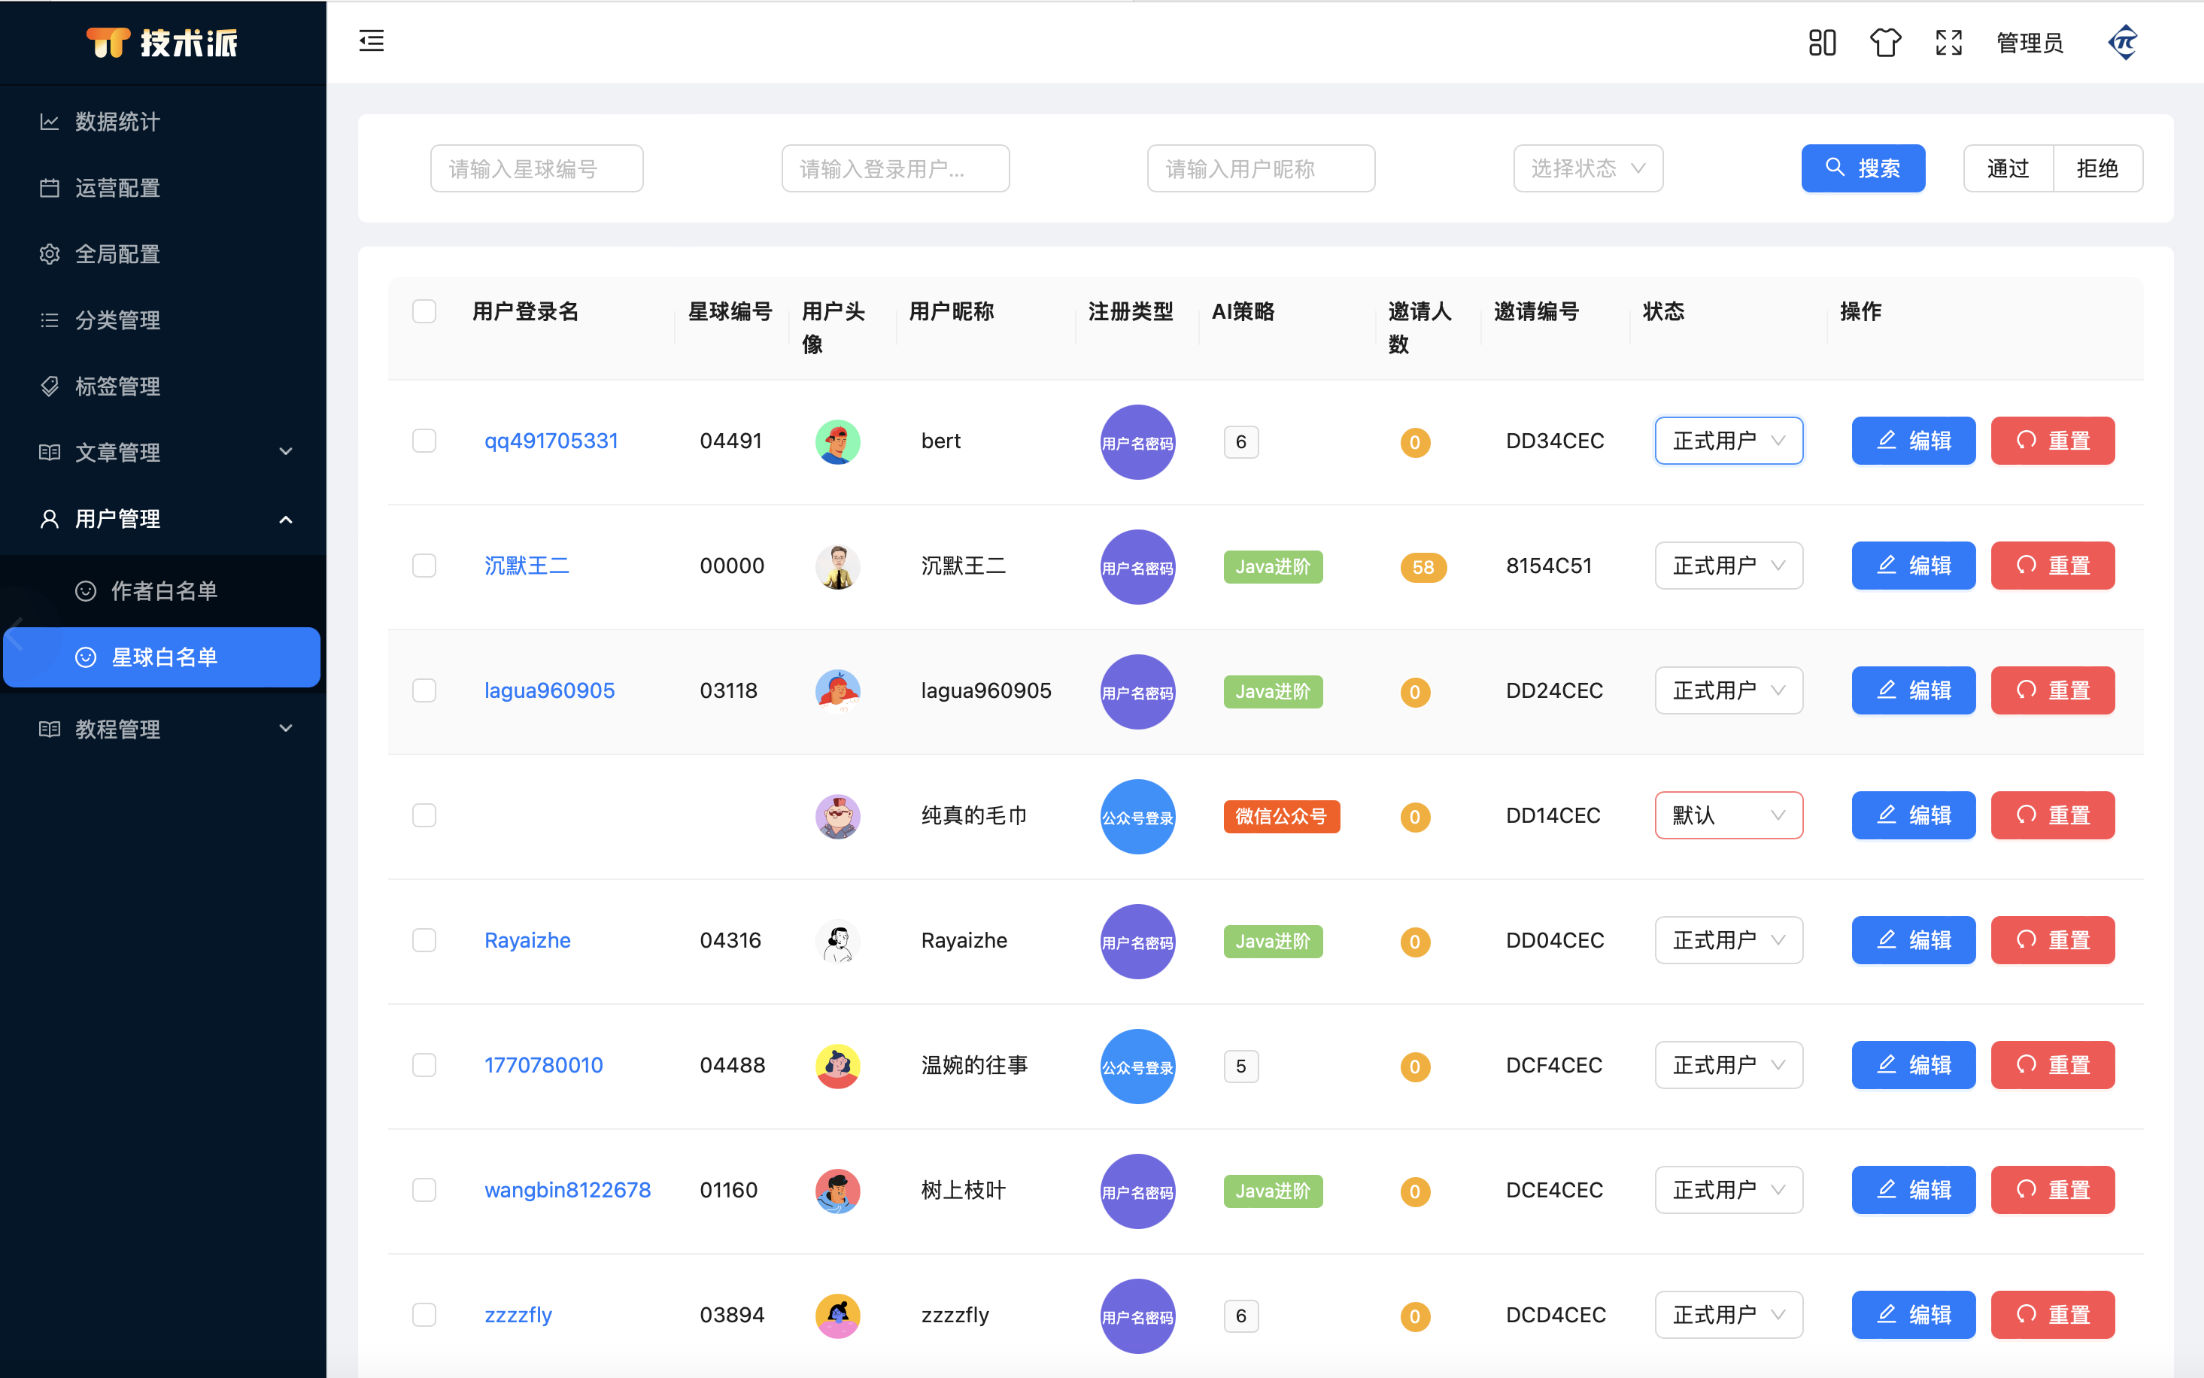 技术派
管理员
数据统计
运营配置
全局配置
分类管理
标签管理
文章管理
用户管理
作者白名单
星球白名单
教程管理
请输入星球编号 请输入登录用户... 请输入用户昵称 选择状态 搜索 通过 拒绝
用户登录名 星球编号 用户头像 用户昵称 注册类型 AI策略 邀请人数 邀请编号 状态 操作
qq491705331 04491 bert 用户名密码 6 0 DD34CEC 正式用户 编辑 重置
沉默王二 00000 沉默王二 用户名密码 Java进阶 58 8154C51 正式用户 编辑 重置
lagua960905 03118 lagua960905 用户名密码 Java进阶 0 DD24CEC 正式用户 编辑 重置
纯真的毛巾 公众号登录 微信公众号 0 DD14CEC 默认 编辑 重置
Rayaizhe 04316 Rayaizhe 用户名密码 Java进阶 0 DD04CEC 正式用户 编辑 重置
1770780010 04488 温婉的往事 公众号登录 5 0 DCF4CEC 正式用户 编辑 重置
wangbin8122678 01160 树上枝叶 用户名密码 Java进阶 0 DCE4CEC 正式用户 编辑 重置
zzzzfly 03894 zzzzfly 用户名密码 6 0 DCD4CEC 正式用户 编辑 重置